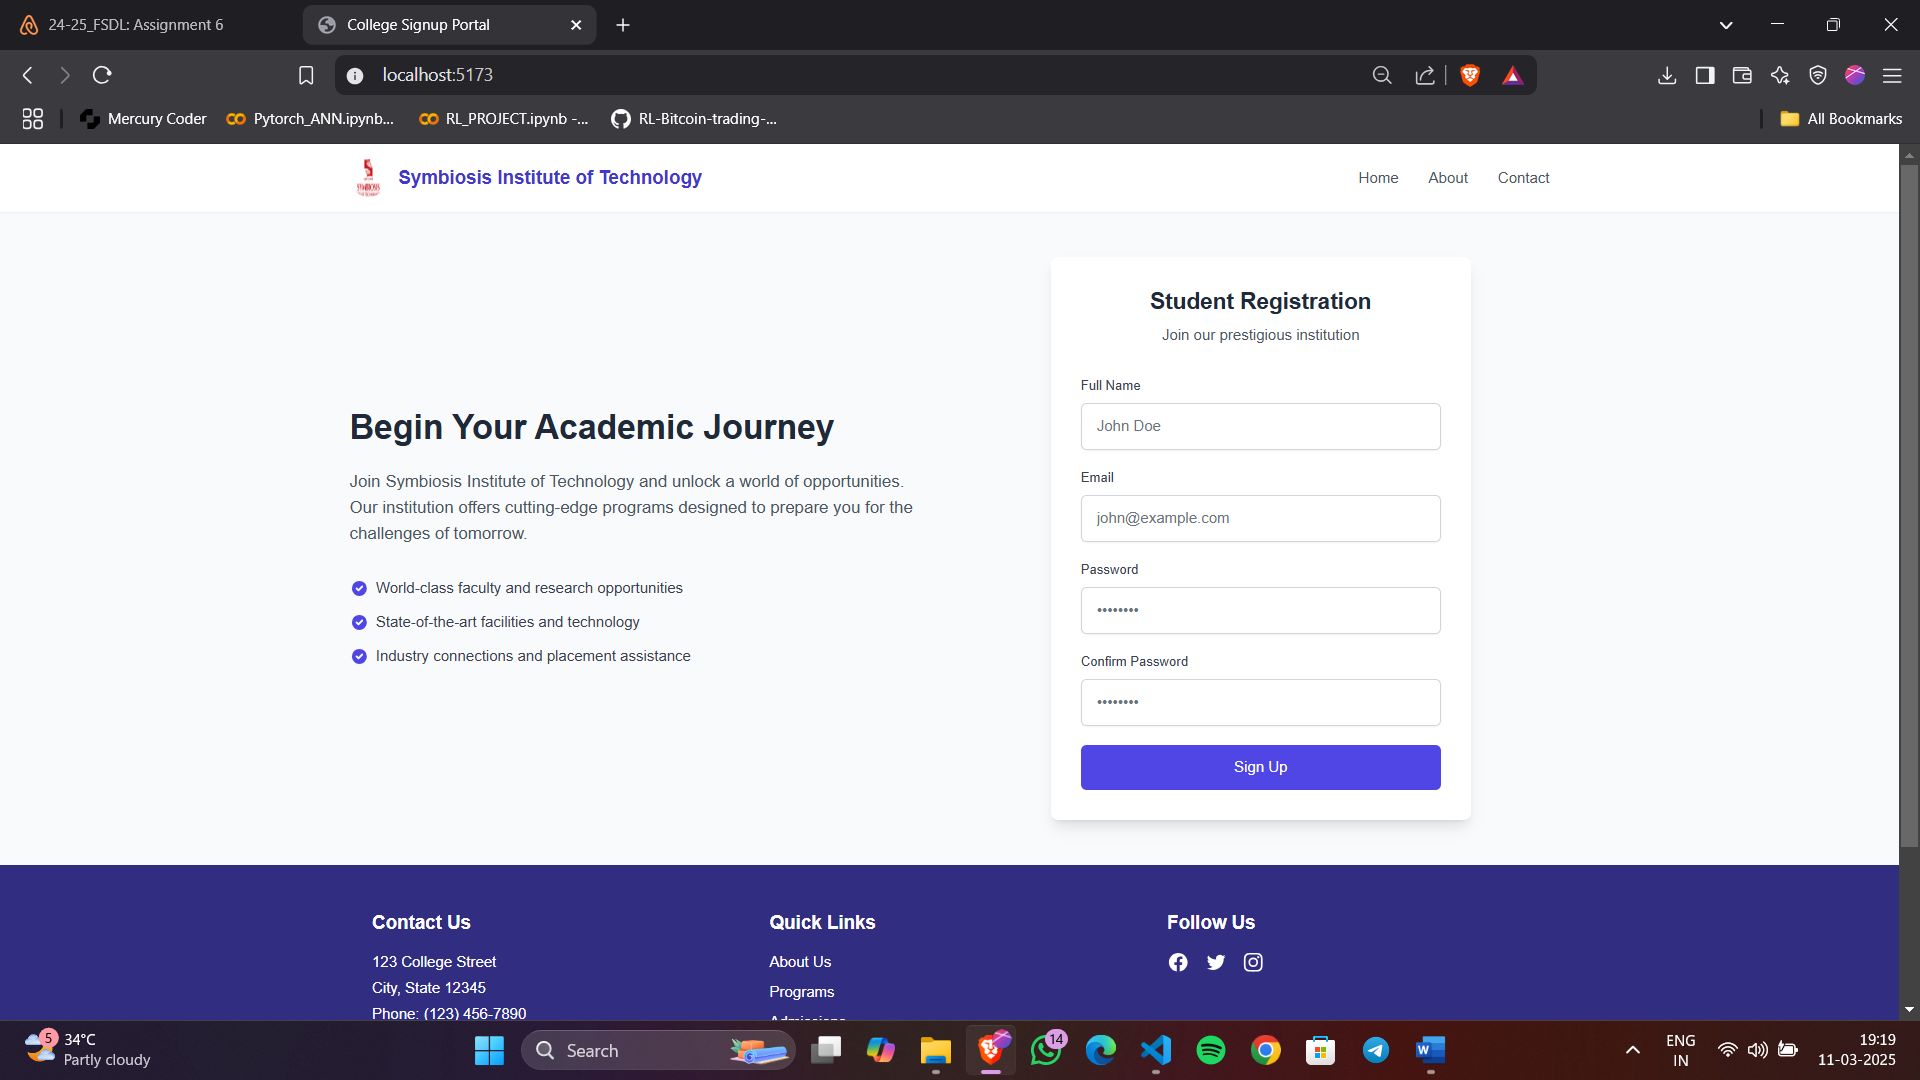 24-25_FSDL: Assignment 6
College Signup Portal
localhost:5173
Mercury Coder
Pytorch_ANN.ipynb...
RL_PROJECT.ipynb -...
RL-Bitcoin-trading-...
All Bookmarks
SYMBIOSIS
Symbiosis Institute of Technology
Home
About
Contact
Begin Your Academic Journey
Join Symbiosis Institute of Technology and unlock a world of opportunities.
Our institution offers cutting-edge programs designed to prepare you for the
challenges of tomorrow.
World-class faculty and research opportunities
State-of-the-art facilities and technology
Industry connections and placement assistance
Student Registration
Join our prestigious institution
Full Name
John Doe
Email
john@example.com
Password
••••••••
Confirm Password
••••••••
Sign Up
Contact Us
123 College Street
City, State 12345
Phone: (123) 456-7890
Quick Links
About Us
Programs
Admissions
Follow Us
5
34°C
Partly cloudy
Search
14
ENG
IN
19:19
11-03-2025